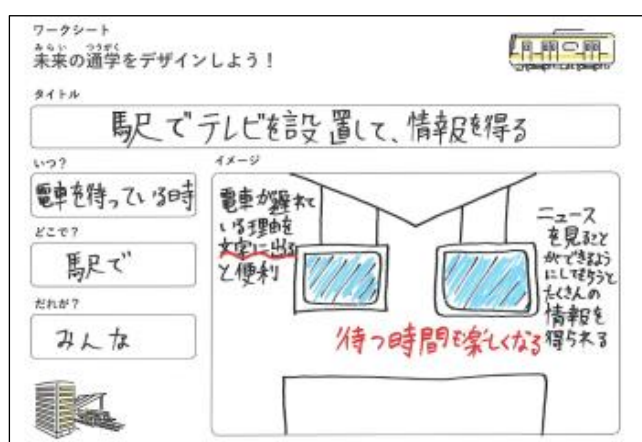 ワークシート
みらい つうがく
未来の通学をデザインしよう！
タイトル
駅でテレビを設置して、情報を得る
いつ?
電車を待っている時
どこで?
駅で
だれが?
みんな
イメージ
電車が遅れて
いる理由を
文字に出ると
と便利
ニュース
を見ること
ができるよう
にしてもらうと
たくさんの
情報を
得られる
待つ時間も楽しくなる